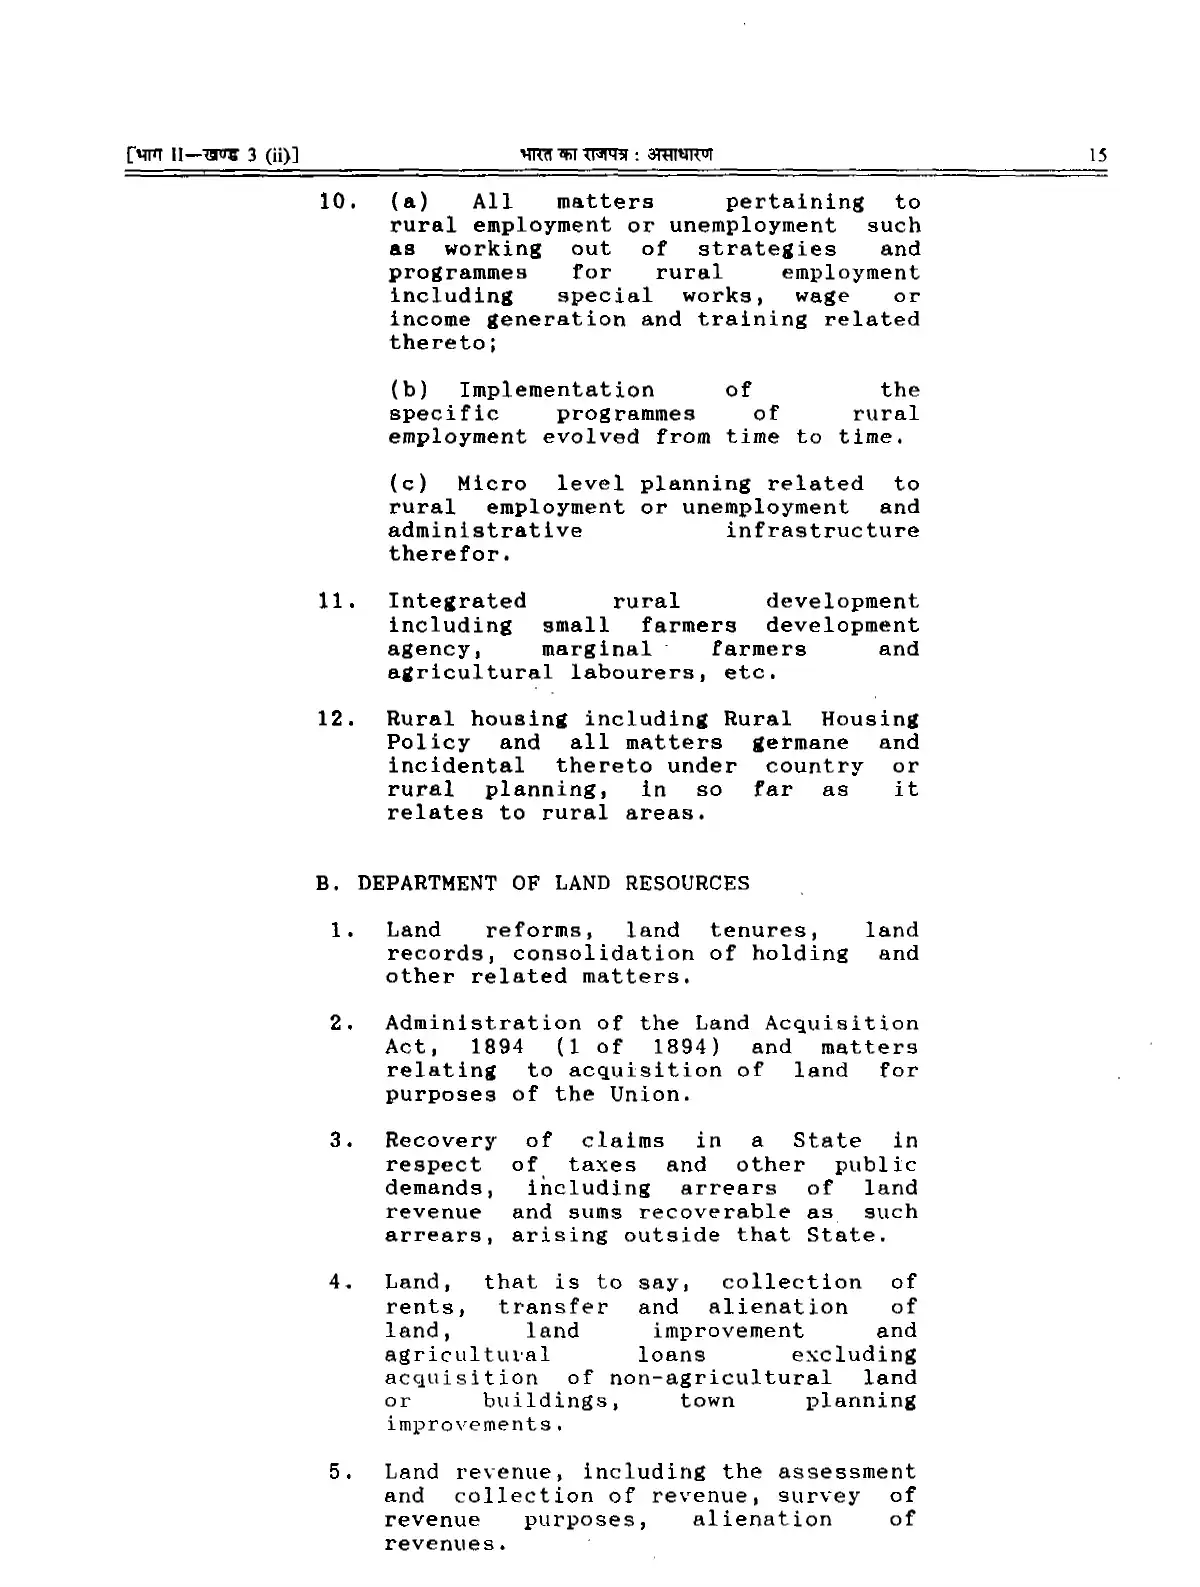 [भाग II—खण्ड 3 (ii)] भारत का राजपत्र : असाधारण 15
10. (a) All matters pertaining to
rural employment or unemployment such
as working out of strategies and
programmes for rural employment
including special works, wage or
income generation and training related
thereto;
(b) Implementation of the
specific programmes of rural
employment evolved from time to time.
(c) Micro level planning related to
rural employment or unemployment and
administrative infrastructure
therefor.
11. Integrated rural development
including small farmers development
agency, marginal farmers and
agricultural labourers, etc.
12. Rural housing including Rural Housing
Policy and all matters germane and
incidental thereto under country or
rural planning, in so far as it
relates to rural areas.
B. DEPARTMENT OF LAND RESOURCES
1. Land reforms, land tenures, land
records, consolidation of holding and
other related matters.
2. Administration of the Land Acquisition
Act, 1894 (1 of 1894) and matters
relating to acquisition of land for
purposes of the Union.
3. Recovery of claims in a State in
respect of taxes and other public
demands, including arrears of land
revenue and sums recoverable as such
arrears, arising outside that State.
4. Land, that is to say, collection of
rents, transfer and alienation of
land, land improvement and
agricultural loans excluding
acquisition of non-agricultural land
or buildings, town planning
improvements.
5. Land revenue, including the assessment
and collection of revenue, survey of
revenue purposes, alienation of
revenues.